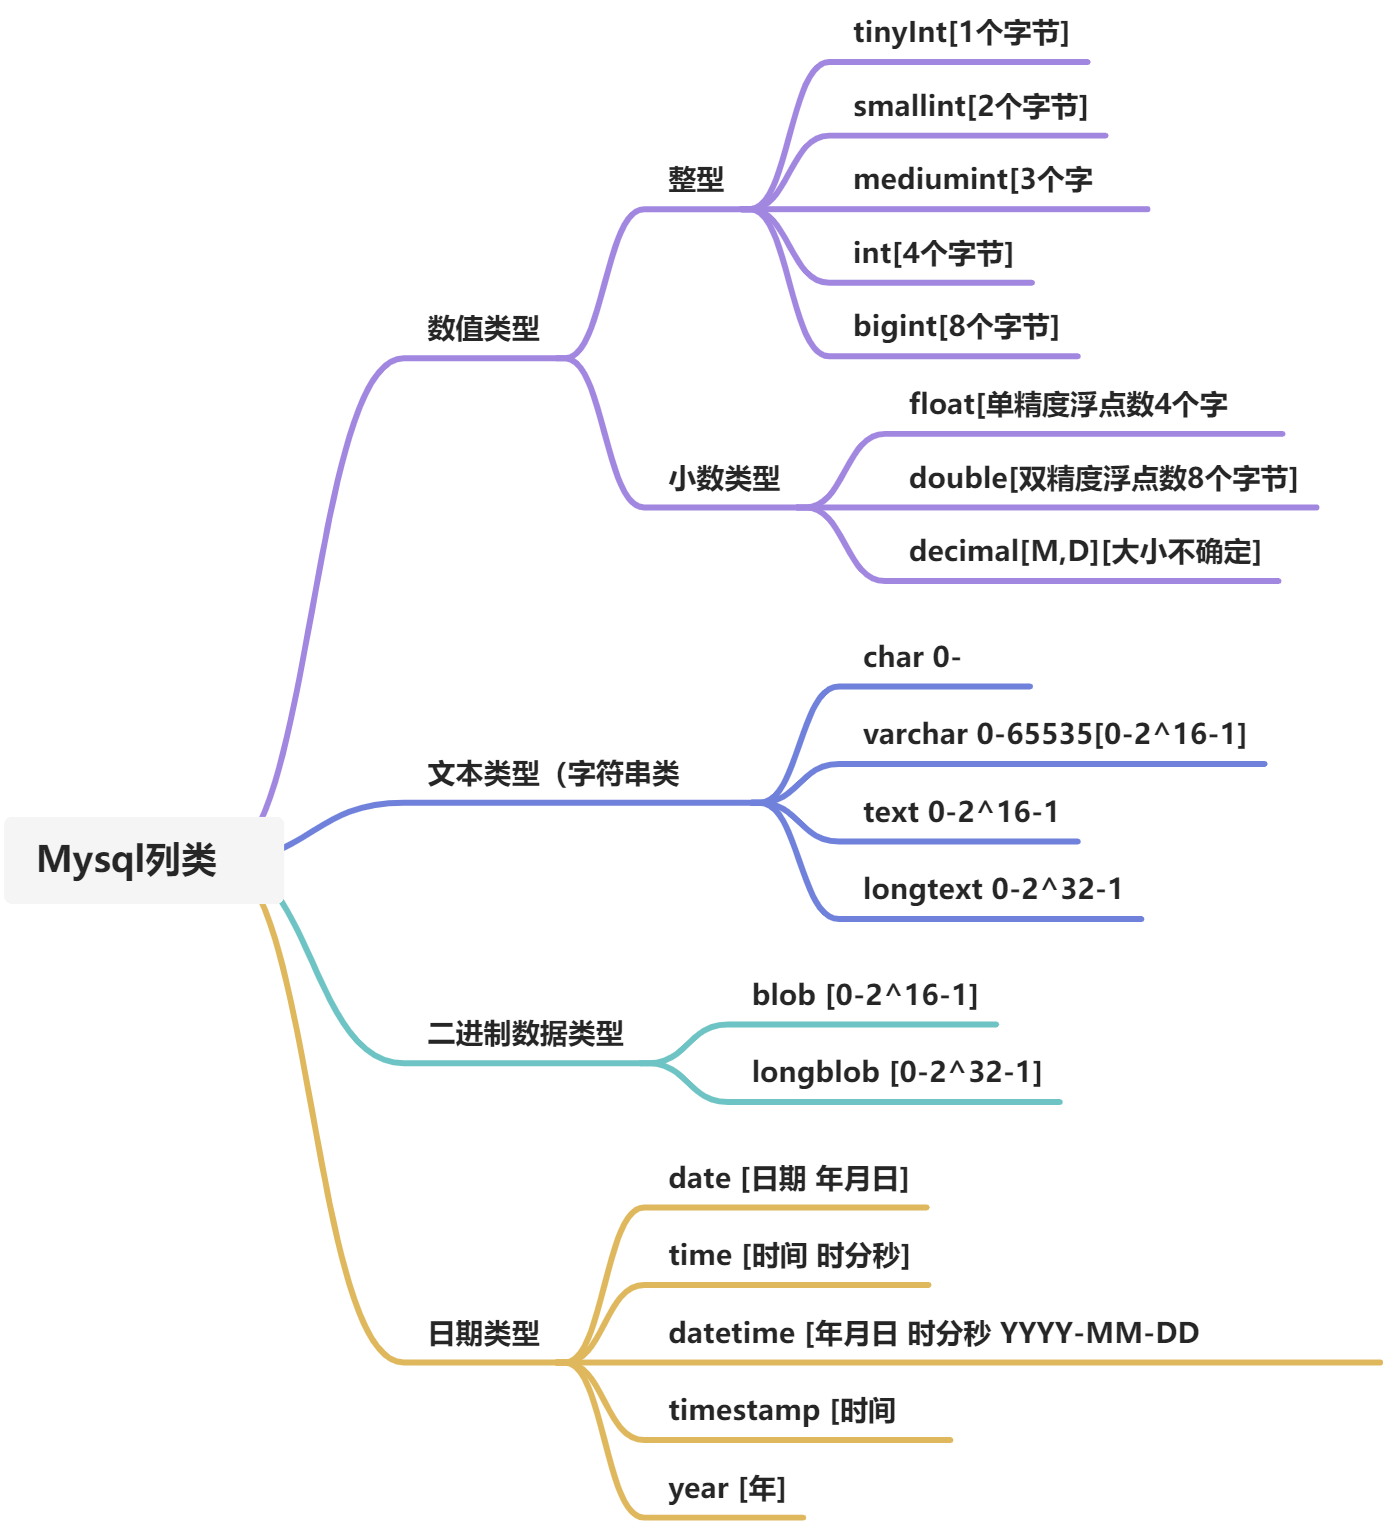 Mysql列类
数值类型
整型
tinyInt[1个字节]
smallint[2个字节]
mediumint[3个字
int[4个字节]
bigint[8个字节]
小数类型
float[单精度浮点数4个字
double[双精度浮点数8个字节]
decimal[M,D][大小不确定]
文本类型（字符串类
char 0-
varchar 0-65535[0-2^16-1]
text 0-2^16-1
longtext 0-2^32-1
二进制数据类型
blob [0-2^16-1]
longblob [0-2^32-1]
日期类型
date [日期 年月日]
time [时间 时分秒]
datetime [年月日 时分秒 YYYY-MM-DD
timestamp [时间
year [年]